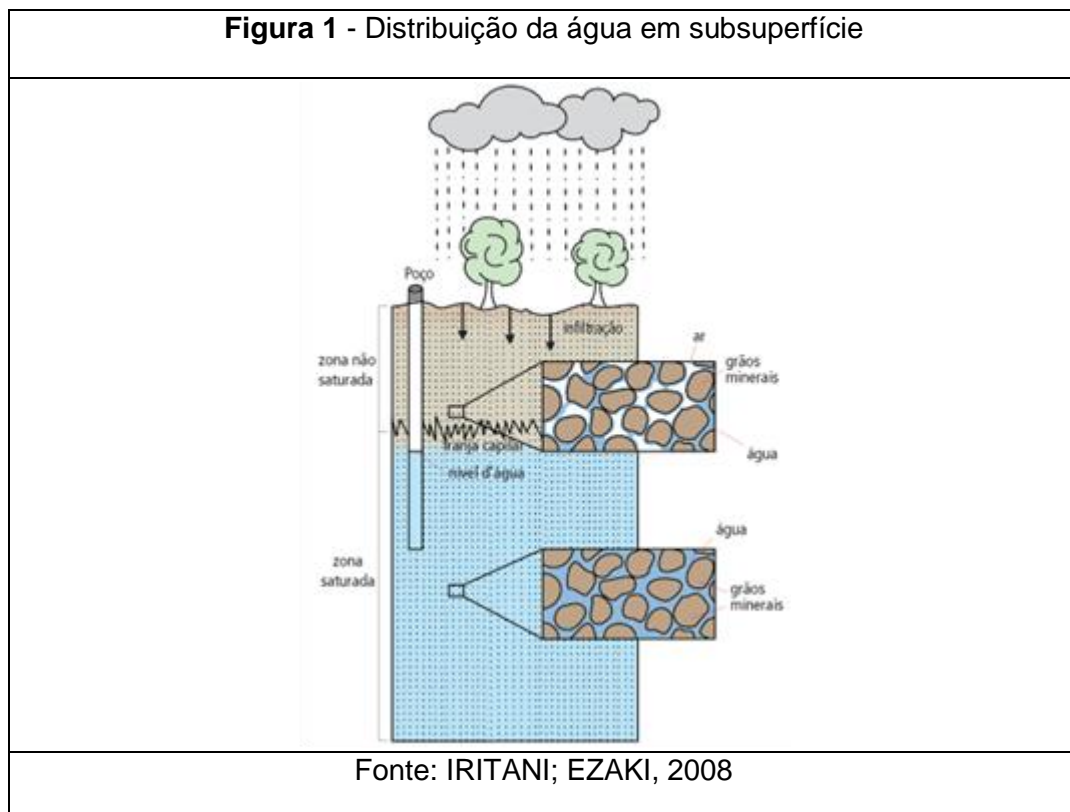 Figura 1 - Distribuição da água em subsuperfície
Poço
infiltração
zona não
saturada
ar
grãos
minerais
água
franja capilar
nível d'água
água
zona
saturada
grãos
minerais
Fonte: IRITANI; EZAKI, 2008